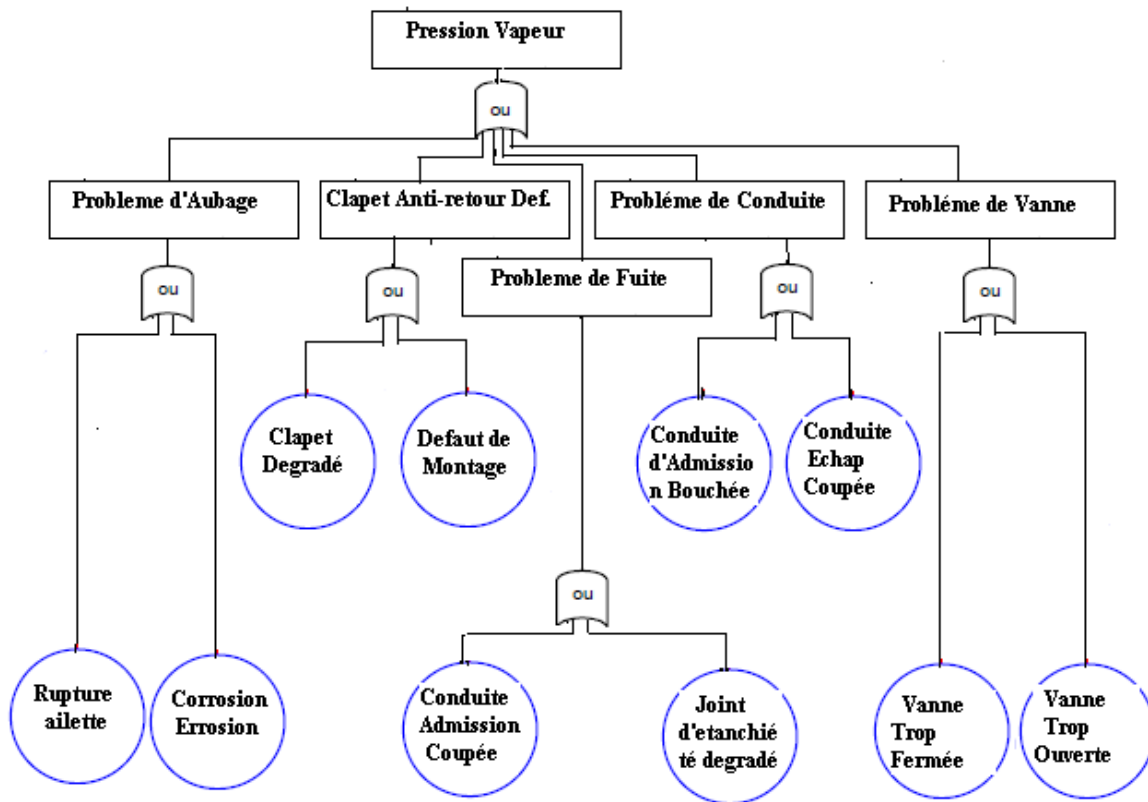 Pression Vapeur
ou
Probleme d'Aubage
Clapet Anti-retour Def.
Probléme de Conduite
Probléme de Vanne
Probleme de Fuite
ou
ou
ou
ou
Clapet
Degradé
Defaut de
Montage
Conduite
d'Admissio
n Bouchée
Conduite
Echap
Coupée
ou
Rupture
ailette
Corrosion
Errosion
Conduite
Admission
Coupée
Joint
d'etanchié
té degradé
Vanne
Trop
Fermée
Vanne
Trop
Ouverte